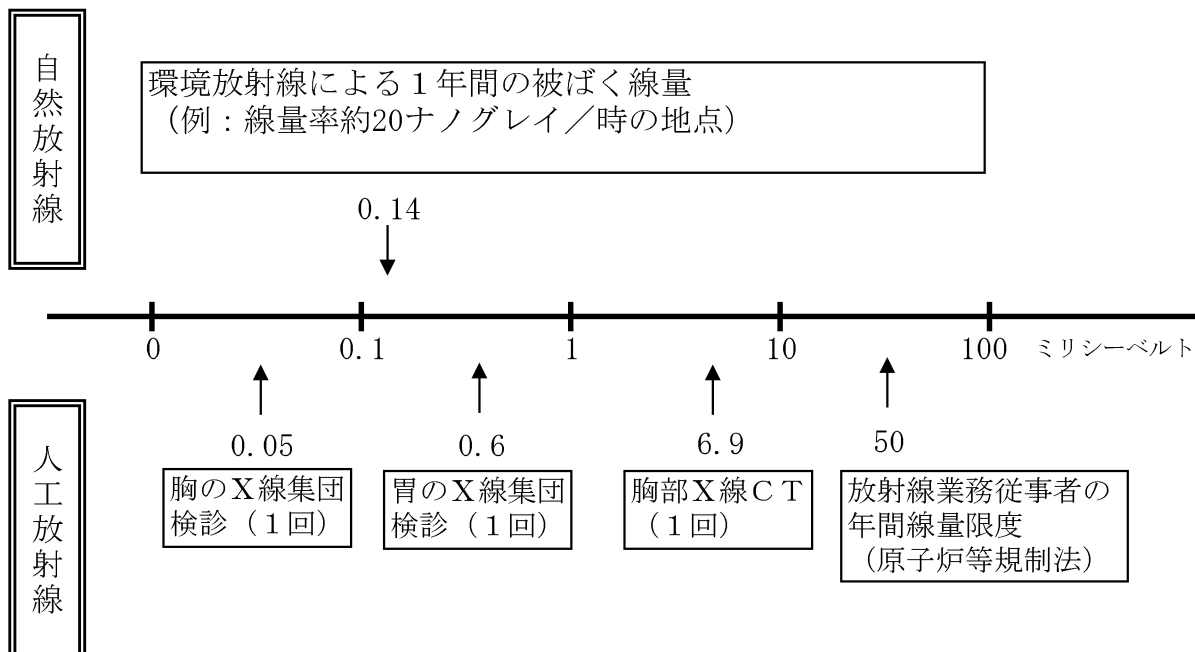 自然放射線
環境放射線による１年間の被ばく線量
（例：線量率約20ナノグレイ／時の地点）
0.14
0 0.1 1 10 100 ミリシーベルト
人工放射線
0.05
胸のＸ線集団
検診（１回）
0.6
胃のＸ線集団
検診（１回）
6.9
胸部Ｘ線ＣＴ
（１回）
50
放射線業務従事者の
年間線量限度
（原子炉等規制法）